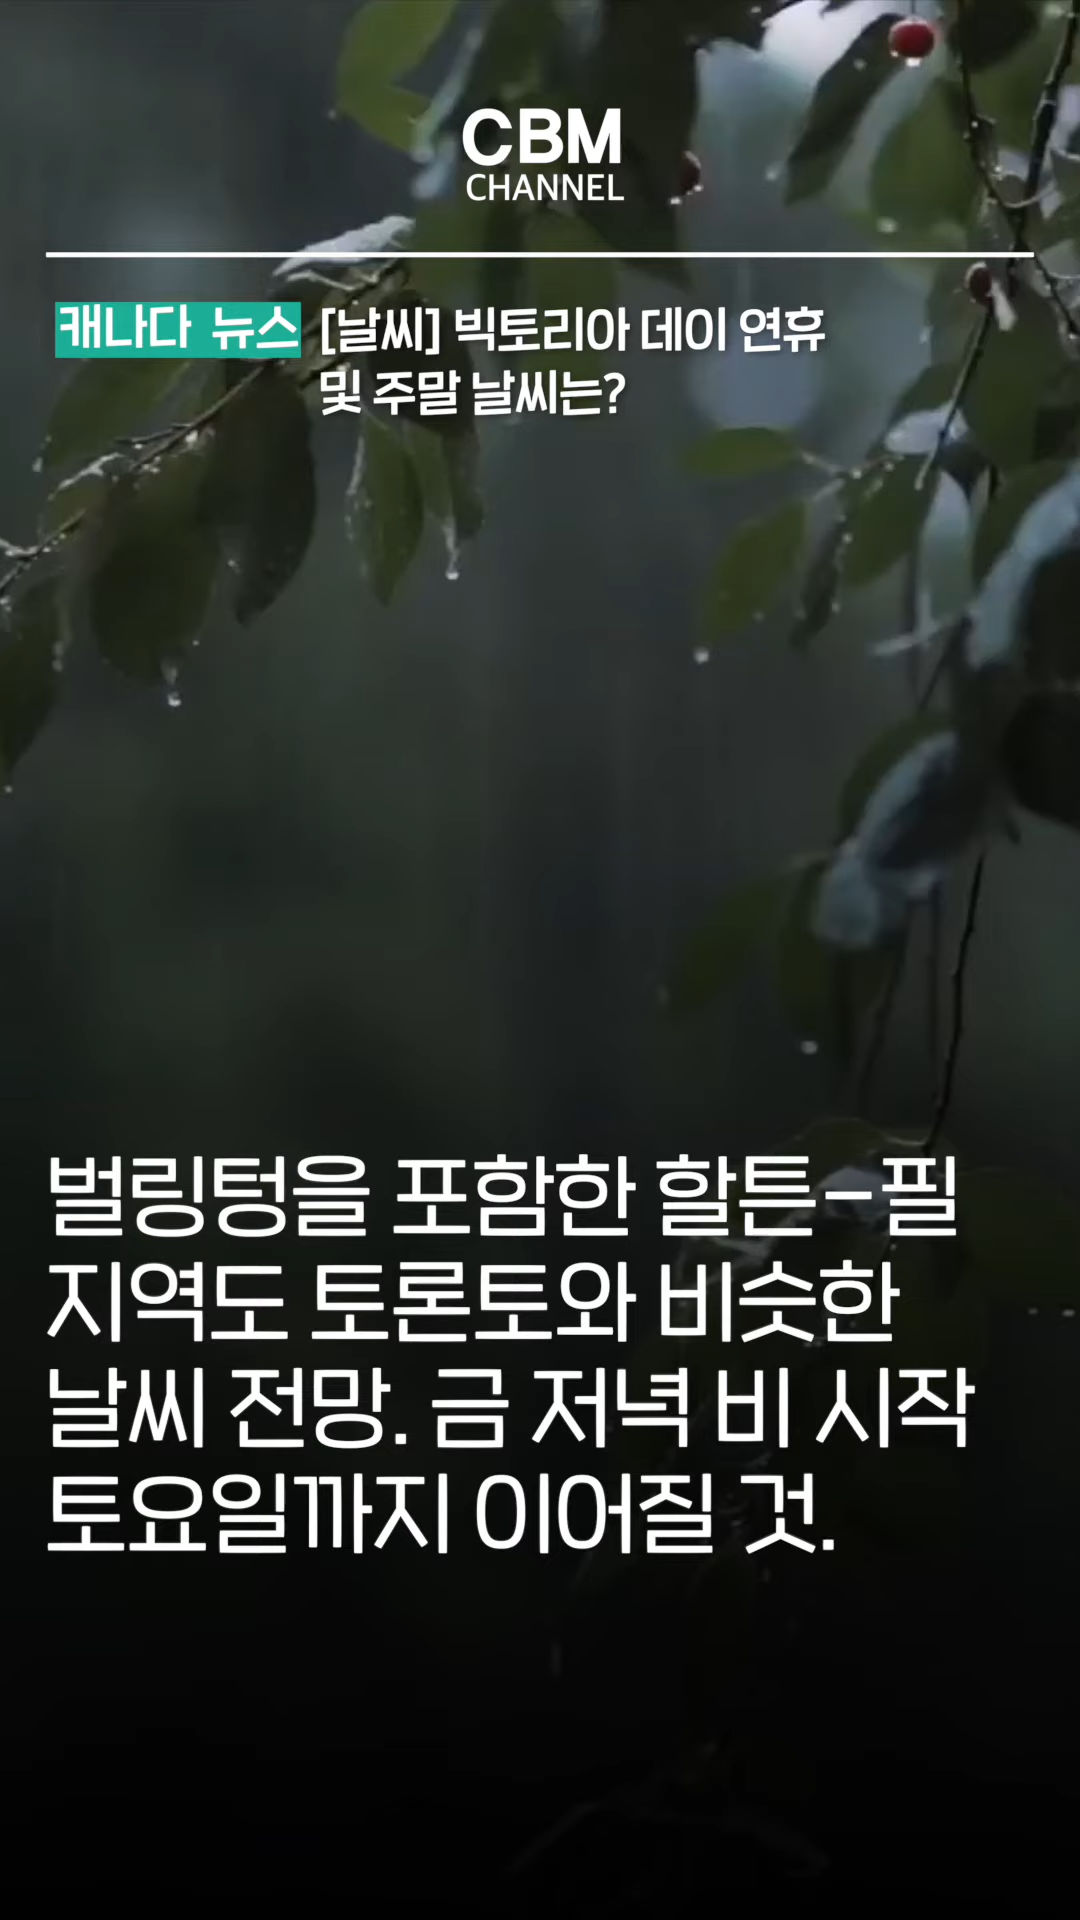 CBM
CHANNEL
캐나다 뉴스 [날씨] 빅토리아 데이 연휴
및 주말 날씨는?
벌링텅을 포함한 할튼-필
지역도 토론토와 비슷한
날씨 전망. 금 저녁 비 시작
토요일까지 이어질 것.